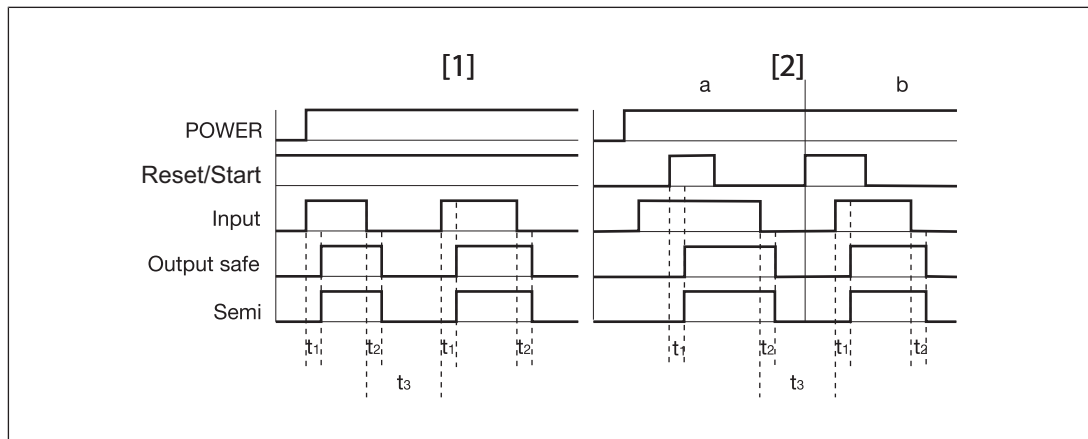 [1] [2]
a b
POWER
Reset/Start
Input
Output safe
Semi
t1 t2 t1 t2 t1 t2 t1 t2
t3 t3